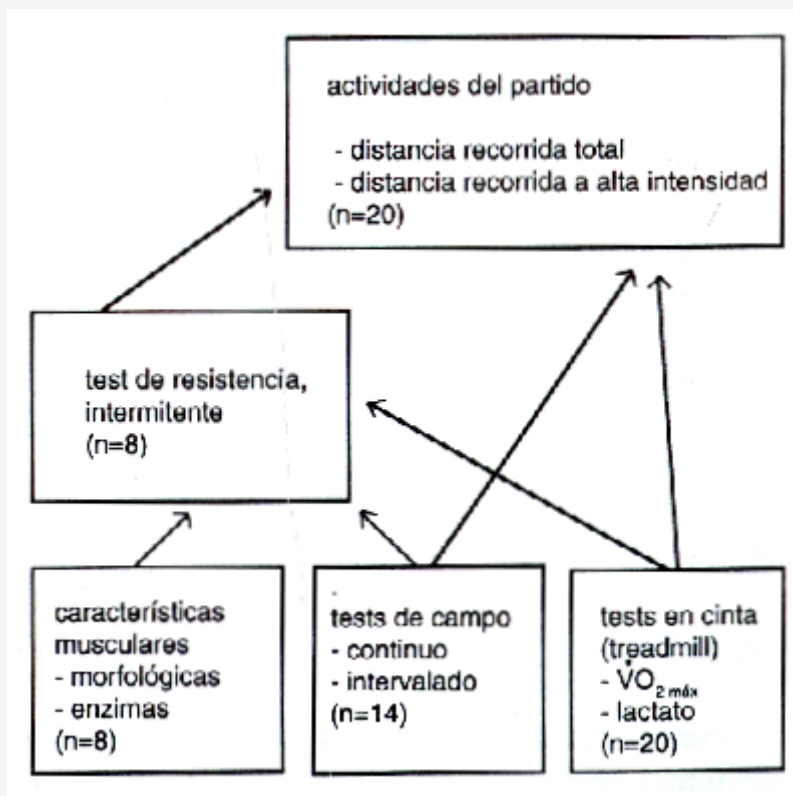 actividades del partido
- distancia recorrida total
- distancia recorrida a alta intensidad
(n=20)
test de resistencia,
intermitente
(n=8)
características
musculares
- morfológicas
- enzimas
(n=8)
tests de campo
- continuo
- intervalado
(n=14)
tests en cinta
(treadmill)
- V̇O₂ máx
- lactato
(n=20)